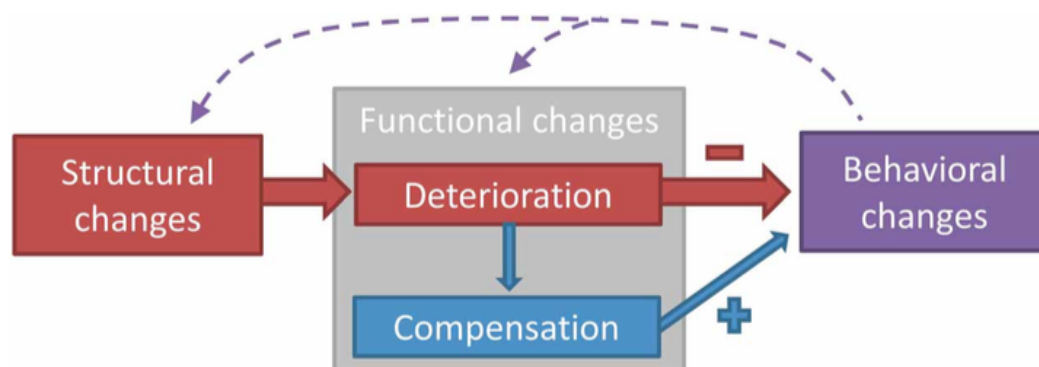 Functional changes
Structural
changes
Deterioration
−
Behavioral
changes
Compensation
+